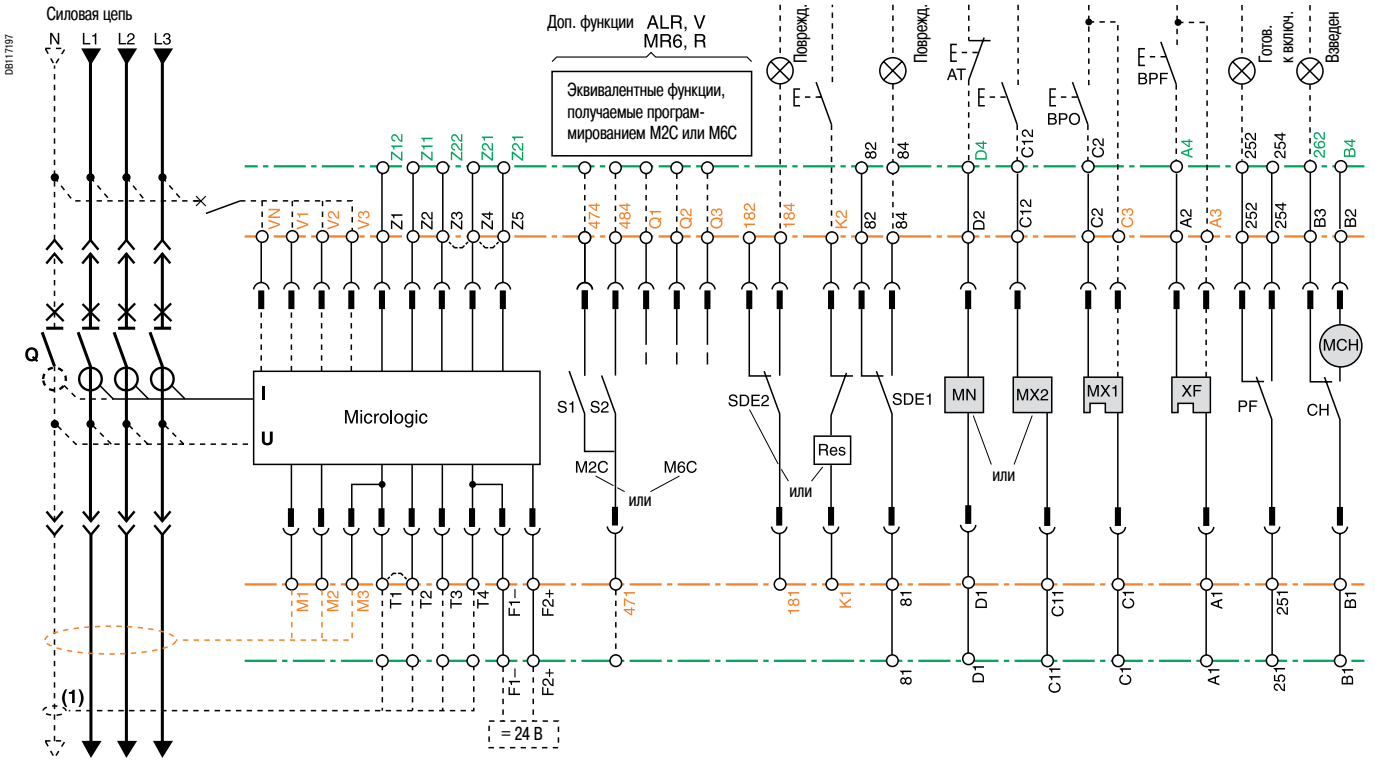 Силовая цепь
N L1 L2 L3
DB117197
Доп. функции ALR, V
MR6, R
Эквивалентные функции,
получаемые програм-
мированием M2C или M6C
Поврежд.
Поврежд.
AT
BPO
BPF
Готов.
к включ.
Взведен
Z12 Z11 Z22 Z21 Z21 82 84 D4 C12 C2 A4 252 254 262 B4
VN V1 V2 V3 Z1 Z2 Z3 Z4 Z5 474 484 Q1 Q2 Q3 182 184 K2 82 84 D2 C12 C2 C3 A2 A3 252 254 B3 B2
Q
I
U
Micrologic
S1 S2
M2C M6C
или
SDE2
Res
или
SDE1
MN MX2
или
MX1
XF
PF
CH
MCH
M1 M2 M3 T1 T2 T3 T4 F1– F2+ 471 181 K1 81 D1 C11 C1 A1 251 B1
F1– F2+ 81 D1 C11 C1 A1 251 B1
(1)
= 24 В